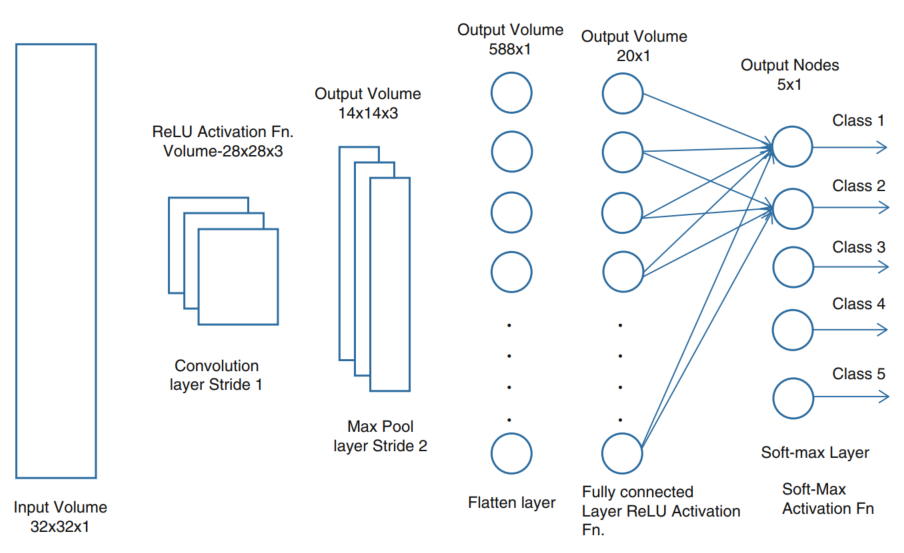 Input Volume
32x32x1
ReLU Activation Fn.
Volume-28x28x3
Convolution
layer Stride 1
Output Volume
14x14x3
Max Pool
layer Stride 2
Output Volume
588x1
Flatten layer
Output Volume
20x1
Fully connected
Layer ReLU Activation
Fn.
Output Nodes
5x1
Class 1
Class 2
Class 3
Class 4
Class 5
Soft-max Layer
Soft-Max
Activation Fn